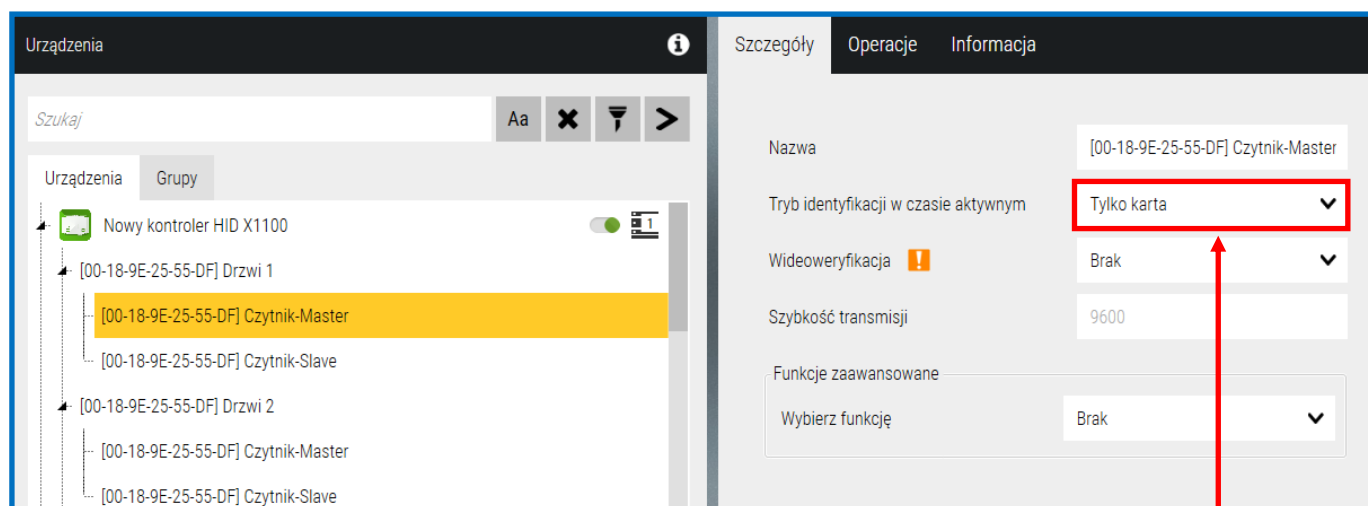 Urządzenia
Szukaj
Aa
Urządzenia Grupy
Nowy kontroler HID X1100 1
[00-18-9E-25-55-DF] Drzwi 1
[00-18-9E-25-55-DF] Czytnik-Master
[00-18-9E-25-55-DF] Czytnik-Slave
[00-18-9E-25-55-DF] Drzwi 2
[00-18-9E-25-55-DF] Czytnik-Master
[00-18-9E-25-55-DF] Czytnik-Slave
Szczegóły Operacje Informacja
Nazwa [00-18-9E-25-55-DF] Czytnik-Master
Tryb identyfikacji w czasie aktywnym Tylko karta
Wideoweryfikacja Brak
Szybkość transmisji 9600
Funkcje zaawansowane
Wybierz funkcję Brak